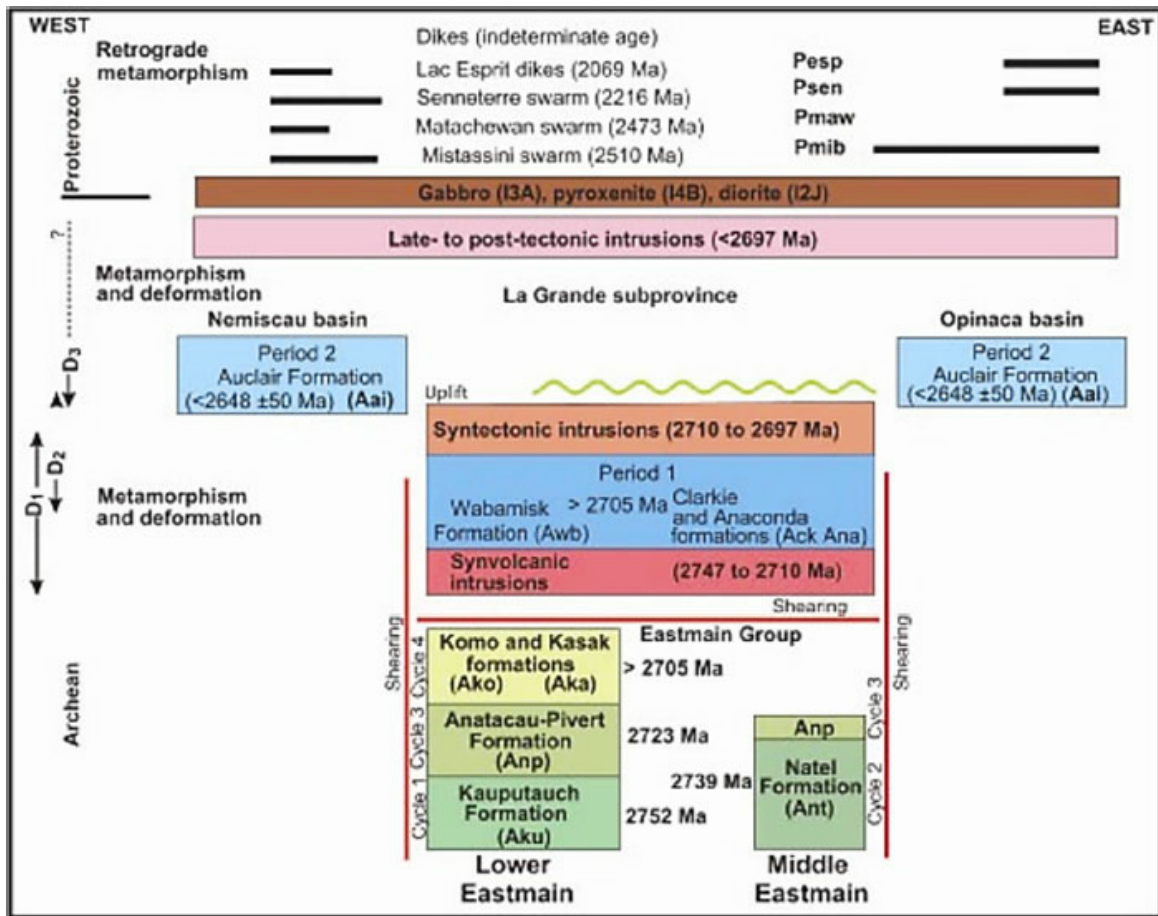 WEST
EAST
Retrograde
metamorphism
Dikes (indeterminate age)
Lac Esprit dikes (2069 Ma)
Senneterre swarm (2216 Ma)
Matachewan swarm (2473 Ma)
Mistassini swarm (2510 Ma)
Pesp
Psen
Pmaw
Pmib
Proterozoic
Gabbro (I3A), pyroxenite (I4B), diorite (I2J)
Late- to post-tectonic intrusions (<2697 Ma)
?
Metamorphism
and deformation
La Grande subprovince
Nemiscau basin
Period 2
Auclair Formation
(<2648 ±50 Ma) (Aai)
Opinaca basin
Period 2
Auclair Formation
(<2648 ±50 Ma) (Aai)
D3
Uplift
Syntectonic intrusions (2710 to 2697 Ma)
D1
D2
Metamorphism
and deformation
Period 1
Wabamisk
Formation (Awb)
> 2705 Ma
Clarkie
and Anaconda
formations (Ack Ana)
Synvolcanic
intrusions
(2747 to 2710 Ma)
Shearing
Shearing
Shearing
Archean
Eastmain Group
Cycle 4
Komo and Kasak
formations
(Ako) (Aka)
> 2705 Ma
Cycle 3
Anatacau-Pivert
Formation
(Anp)
2723 Ma
Cycle 1
Kauputauch
Formation
(Aku)
2752 Ma
Anp
Cycle 3
2739 Ma
Natel
Formation
(Ant)
Cycle 2
Lower
Eastmain
Middle
Eastmain